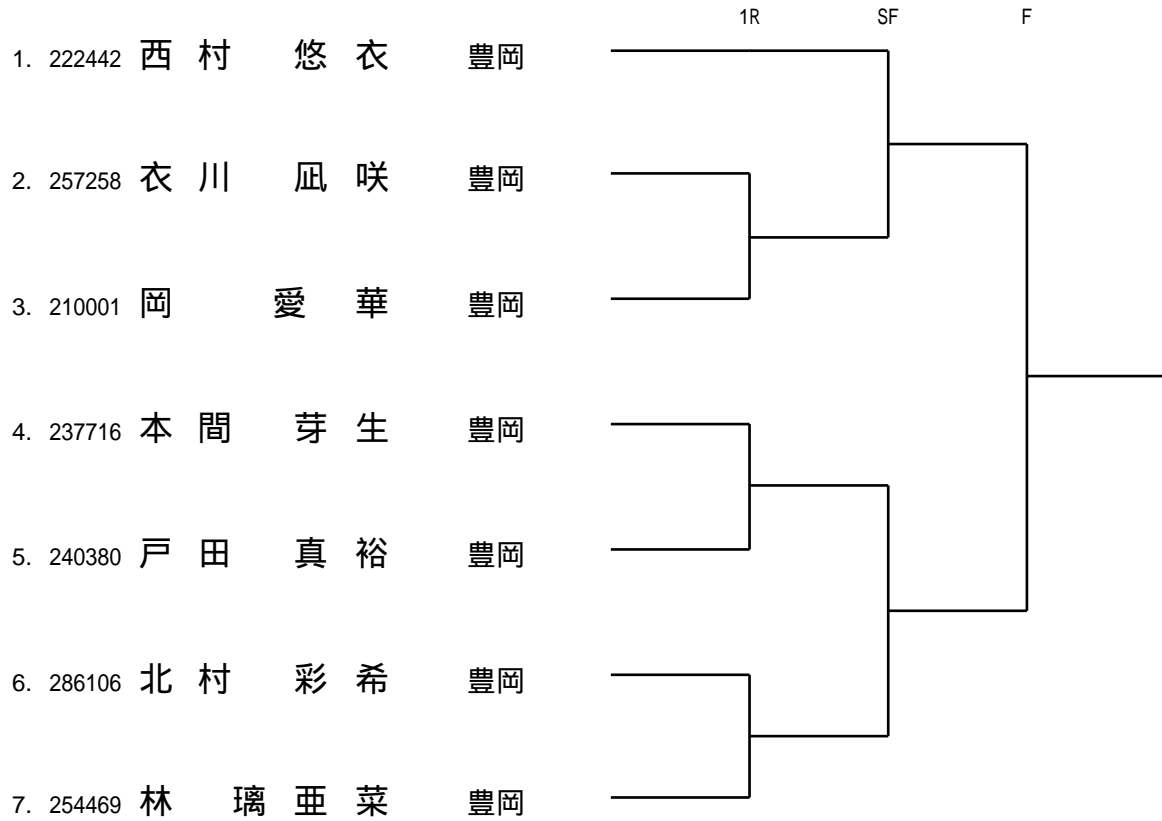 1R SF F
1. 222442 西村 悠衣 豊岡
2. 257258 衣川 凪咲 豊岡
3. 210001 岡 愛華 豊岡
4. 237716 本間 芽生 豊岡
5. 240380 戸田 真裕 豊岡
6. 286106 北村 彩希 豊岡
7. 254469 林 璃亜菜 豊岡